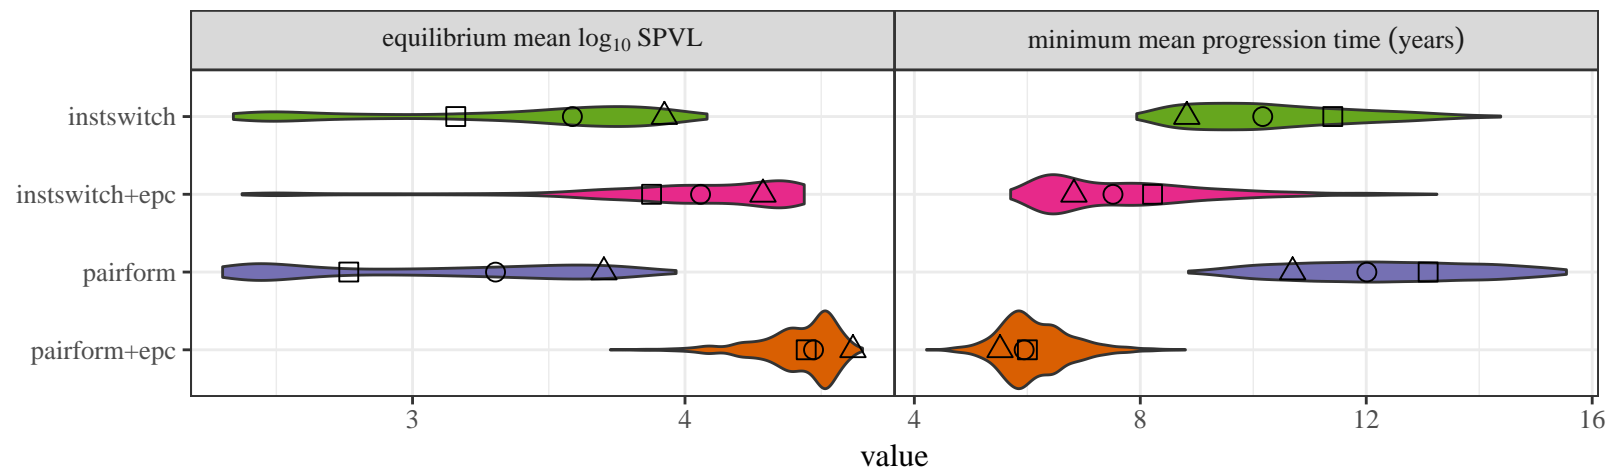 equilibrium mean log₁₀ SPVL
minimum mean progression time (years)
instswitch
instswitch+epc
pairform
pairform+epc
3
4
4
8
12
16
value